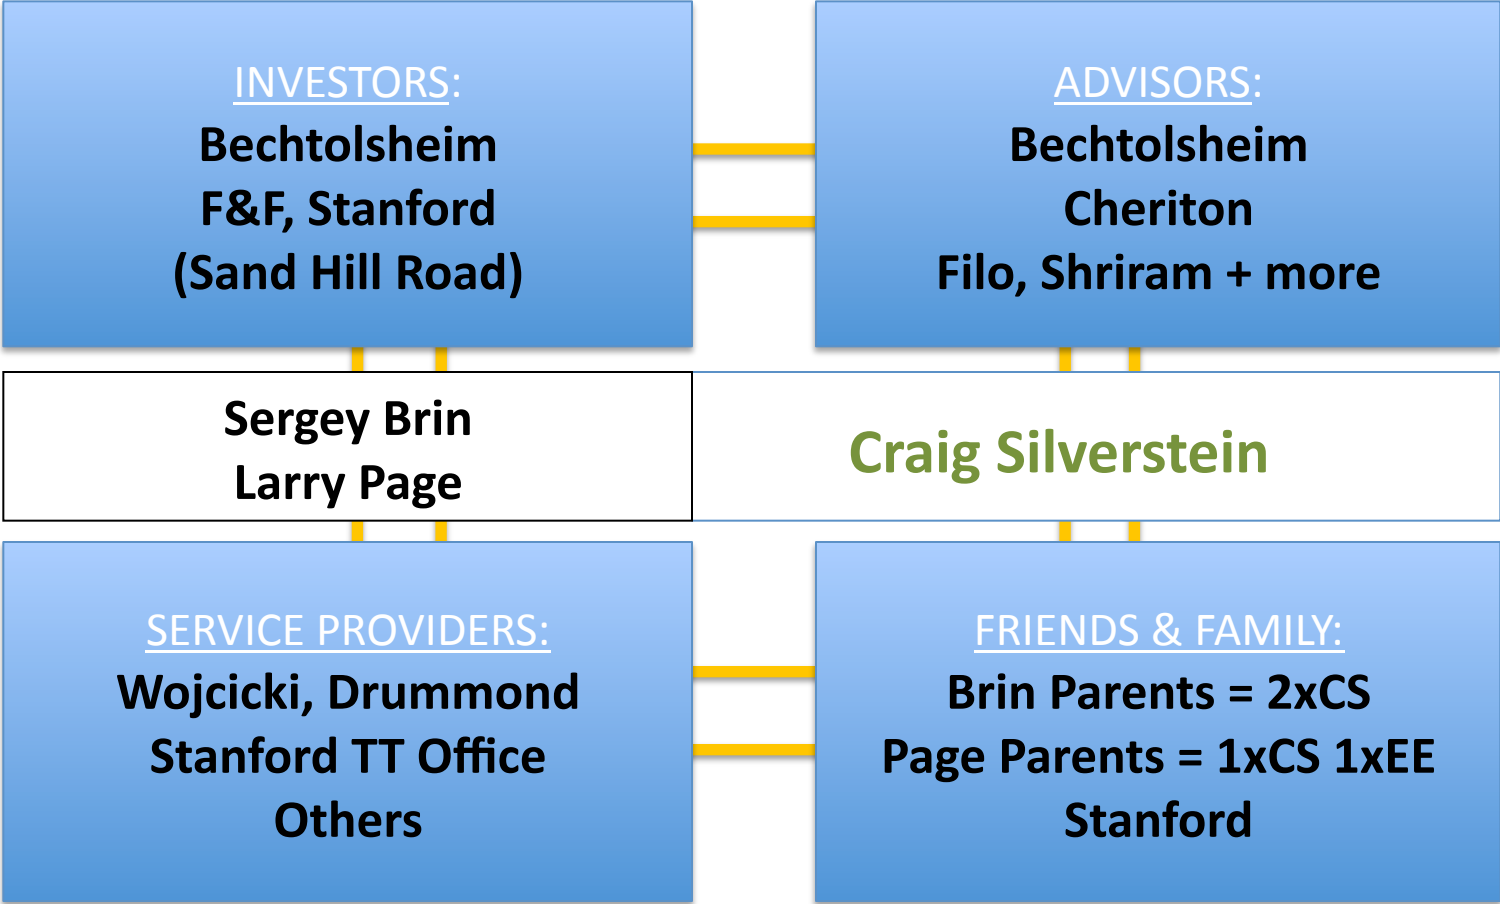 INVESTORS:
Bechtolsheim
F&F, Stanford
(Sand Hill Road)
ADVISORS:
Bechtolsheim
Cheriton
Filo, Shriram + more
Sergey Brin
Larry Page
Craig Silverstein
SERVICE PROVIDERS:
Wojcicki, Drummond
Stanford TT Office
Others
FRIENDS & FAMILY:
Brin Parents = 2xCS
Page Parents = 1xCS 1xEE
Stanford